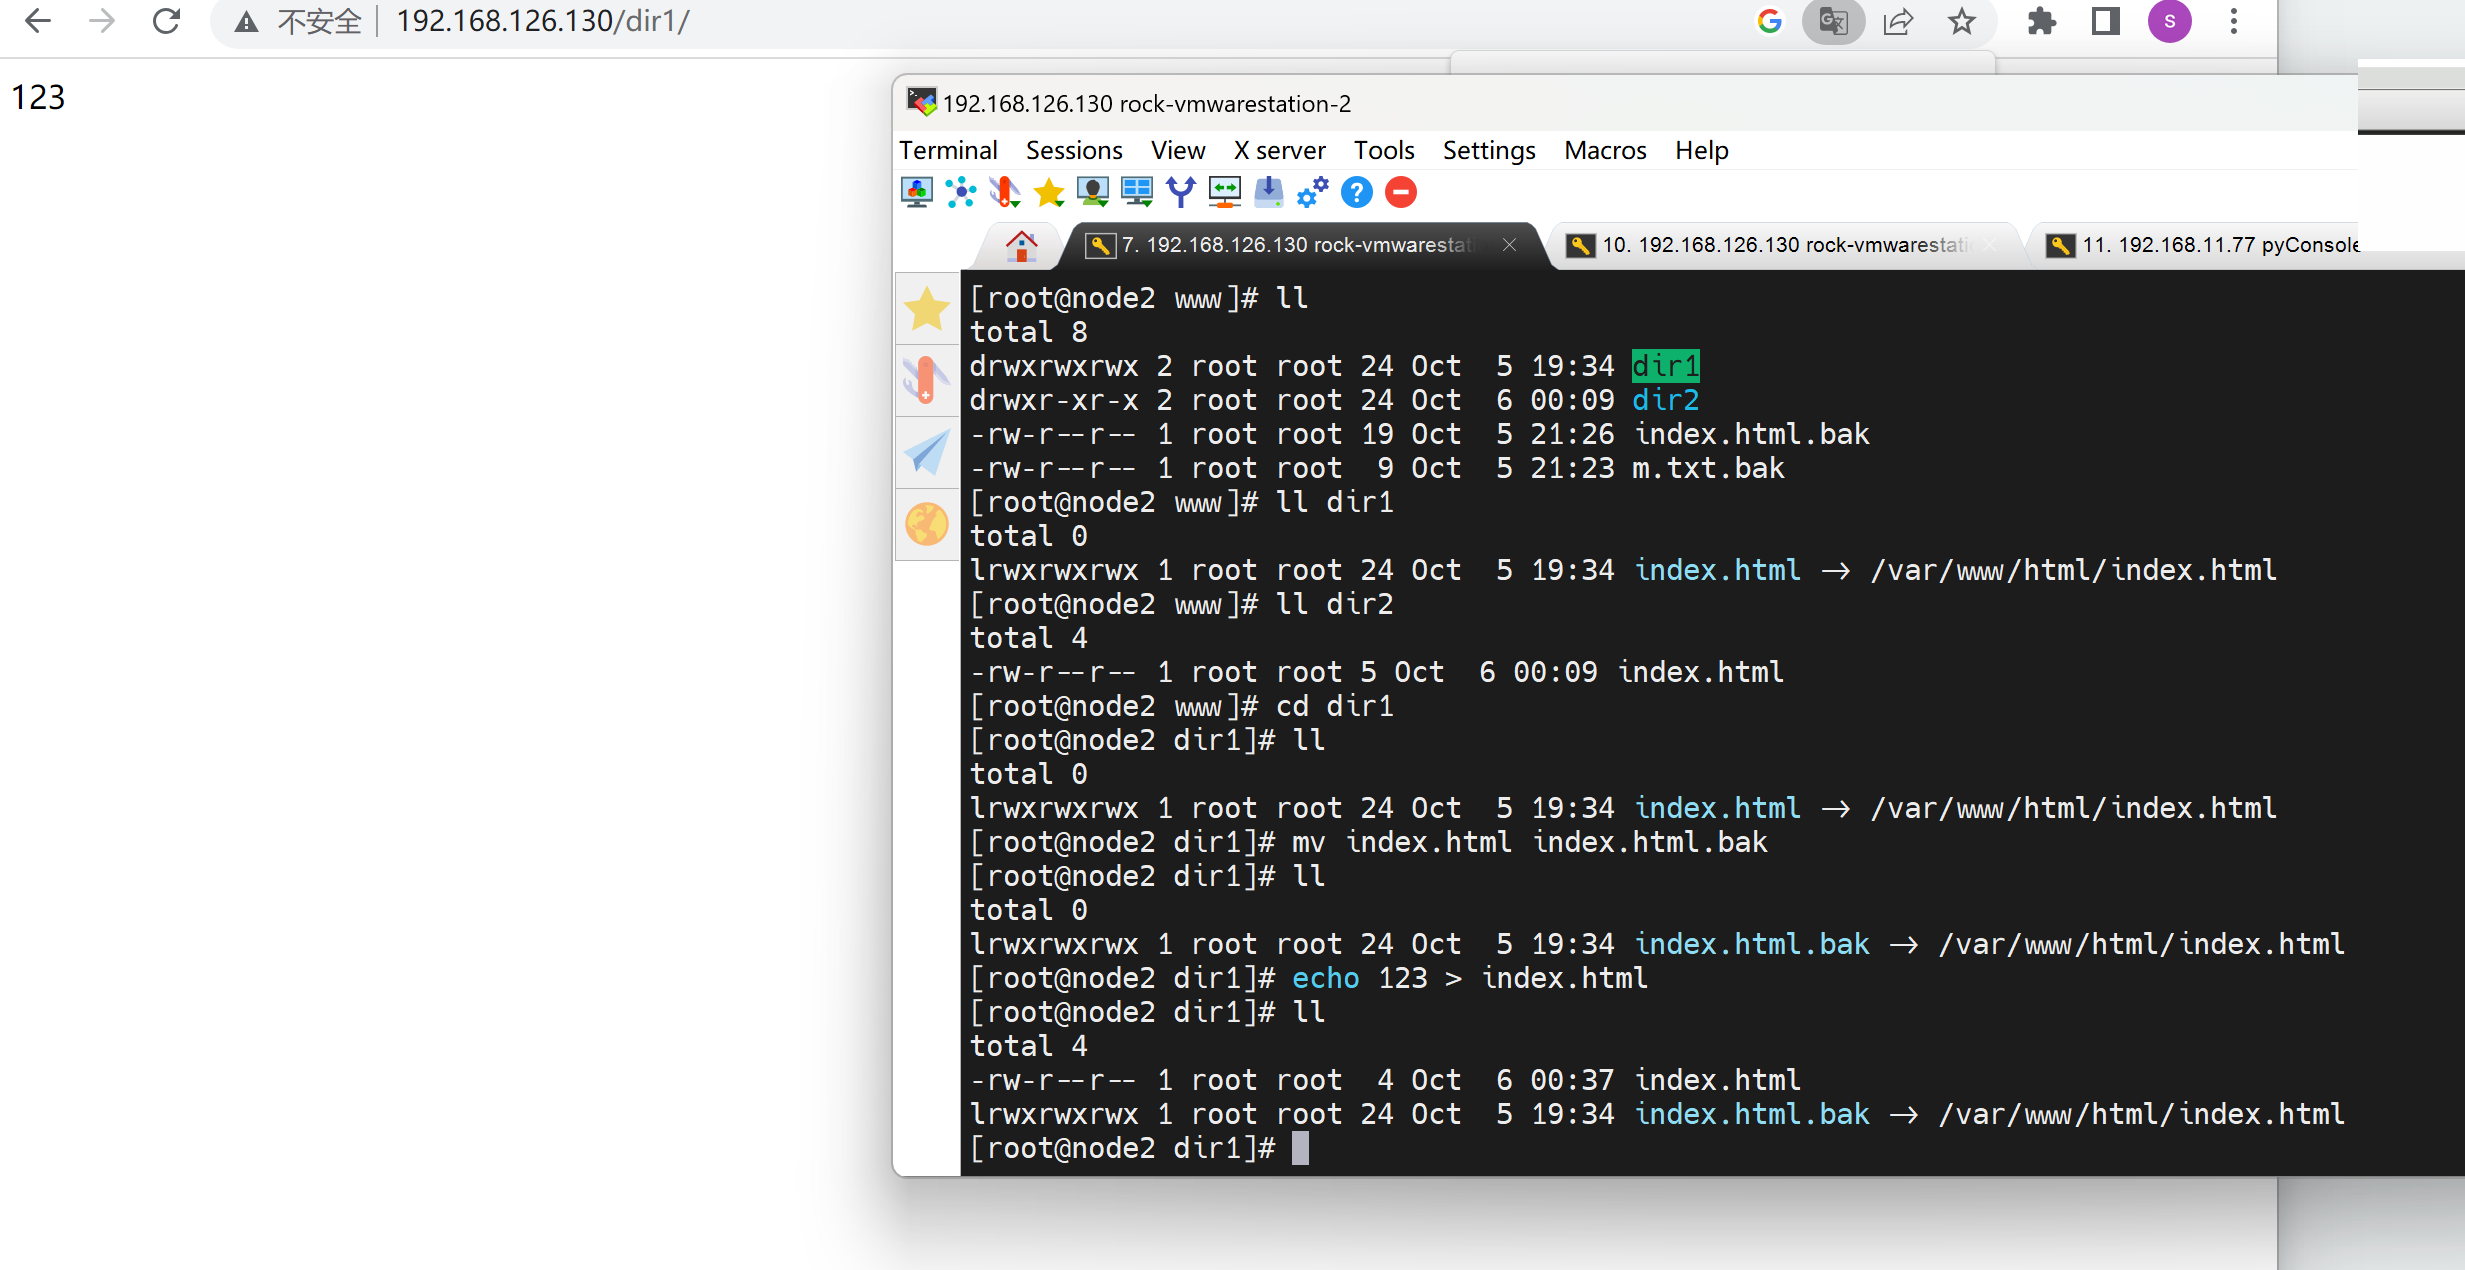 不安全 192.168.126.130/dir1/
S
123
192.168.126.130 rock-vmwarestation-2
Terminal Sessions View X server Tools Settings Macros Help
7. 192.168.126.130 rock-vmwarestati 10. 192.168.126.130 rock-vmwarestati 11. 192.168.11.77 pyConsole
[root@node2 www]# ll
total 8
drwxrwxrwx 2 root root 24 Oct  5 19:34 dir1
drwxr-xr-x 2 root root 24 Oct  6 00:09 dir2
-rw-r--r-- 1 root root 19 Oct  5 21:26 index.html.bak
-rw-r--r-- 1 root root  9 Oct  5 21:23 m.txt.bak
[root@node2 www]# ll dir1
total 0
lrwxrwxrwx 1 root root 24 Oct  5 19:34 index.html -> /var/www/html/index.html
[root@node2 www]# ll dir2
total 4
-rw-r--r-- 1 root root 5 Oct  6 00:09 index.html
[root@node2 www]# cd dir1
[root@node2 dir1]# ll
total 0
lrwxrwxrwx 1 root root 24 Oct  5 19:34 index.html -> /var/www/html/index.html
[root@node2 dir1]# mv index.html index.html.bak
[root@node2 dir1]# ll
total 0
lrwxrwxrwx 1 root root 24 Oct  5 19:34 index.html.bak -> /var/www/html/index.html
[root@node2 dir1]# echo 123 > index.html
[root@node2 dir1]# ll
total 4
-rw-r--r-- 1 root root  4 Oct  6 00:37 index.html
lrwxrwxrwx 1 root root 24 Oct  5 19:34 index.html.bak -> /var/www/html/index.html
[root@node2 dir1]#